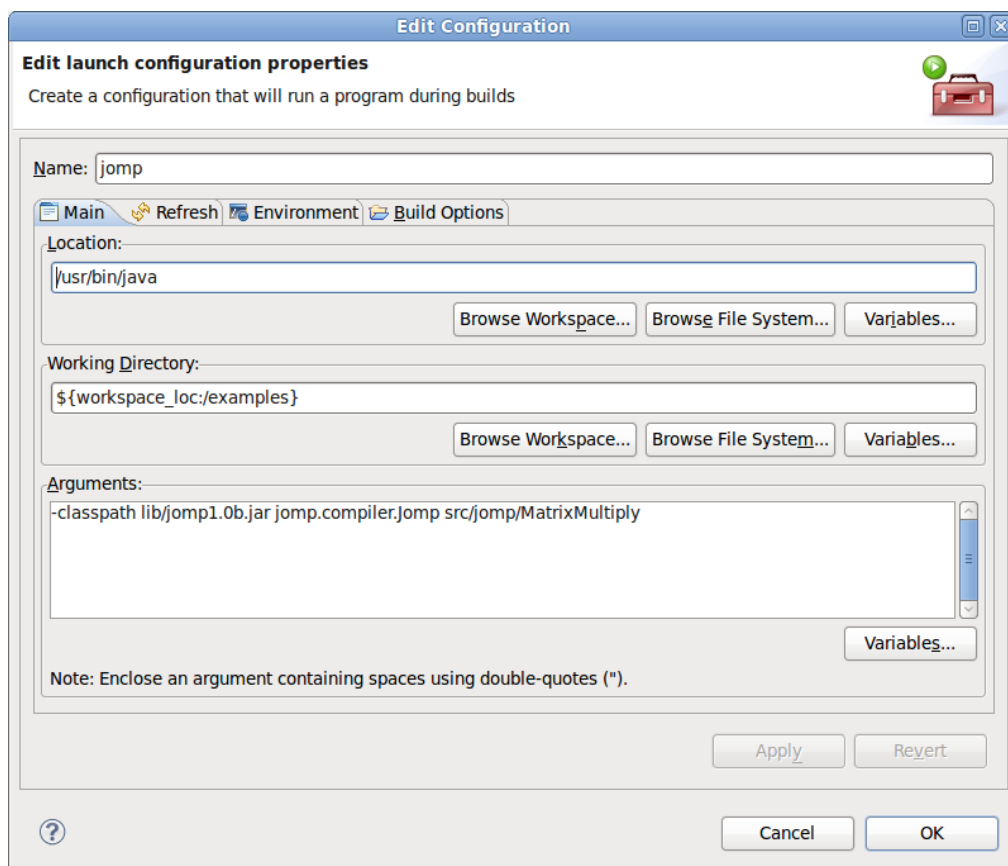 Edit Configuration
Edit launch configuration properties
Create a configuration that will run a program during builds
Name: jomp
Main Refresh Environment Build Options
Location:
/usr/bin/java
Browse Workspace... Browse File System... Variables...
Working Directory:
${workspace_loc:/examples}
Browse Workspace... Browse File System... Variables...
Arguments:
-classpath lib/jomp1.0b.jar jomp.compiler.Jomp src/jomp/MatrixMultiply
Variables...
Note: Enclose an argument containing spaces using double-quotes (").
Apply Revert
? Cancel OK